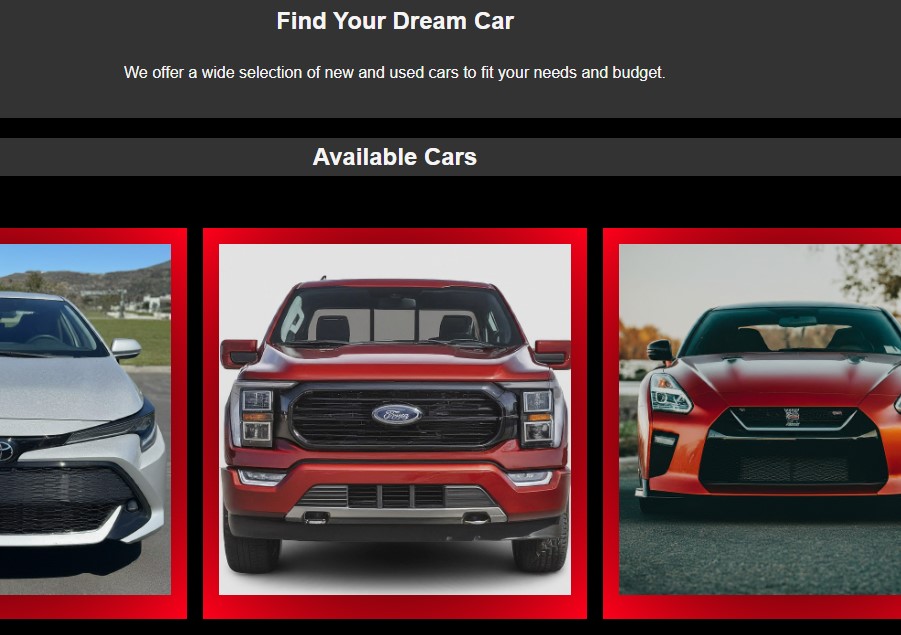 Find Your Dream Car
We offer a wide selection of new and used cars to fit your needs and budget.
Available Cars
Ford